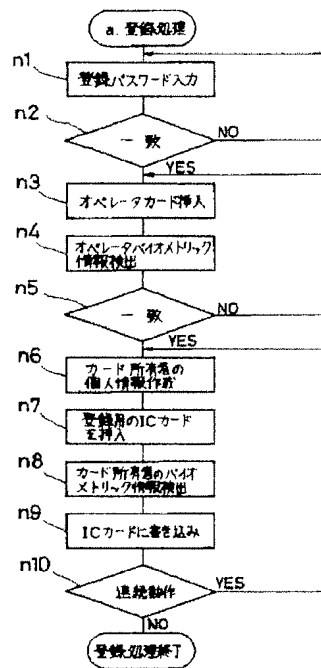 a. 登録処理
n1
登録パスワード入力
n2
一致
NO
YES
n3
オペレータカード挿入
n4
オペレータバイオメトリック
情報検出
n5
一致
NO
YES
n6
カード所有者の
個人情報作成
n7
登録用のICカード
を挿入
n8
カード所有者のバイオ
メトリック情報検出
n9
ICカードに書き込み
n10
連続動作
YES
NO
登録処理終了